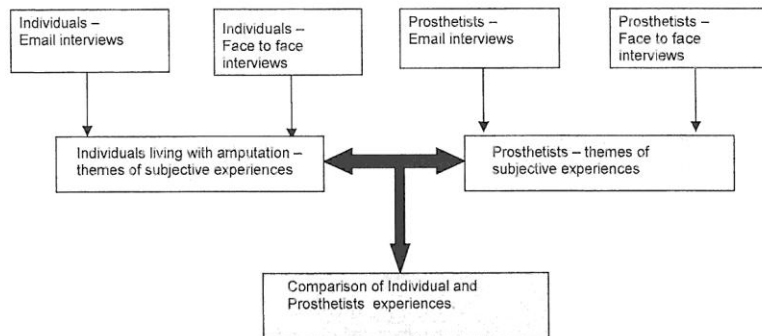 Individuals –
Email interviews
Individuals –
Face to face
interviews
Prosthetists –
Email interviews
Prosthetists –
Face to face
interviews
Individuals living with amputation –
themes of subjective experiences
Prosthetists – themes of
subjective experiences
Comparison of Individual and
Prosthetists experiences.